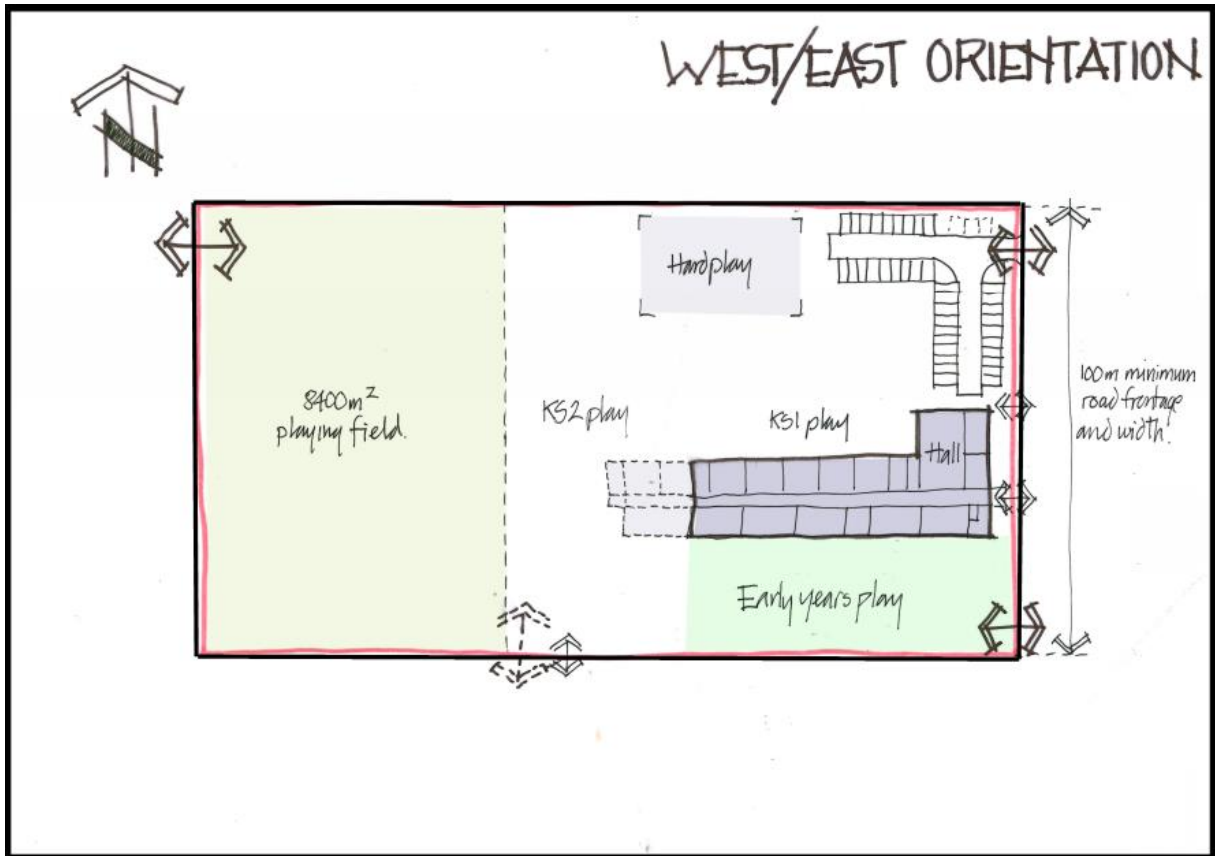 WEST/EAST ORIENTATION
N
Hardplay
8400m²
playing field.
KS2 play
KS1 play
Hall
100m minimum
road frontage
and width.
Early years play